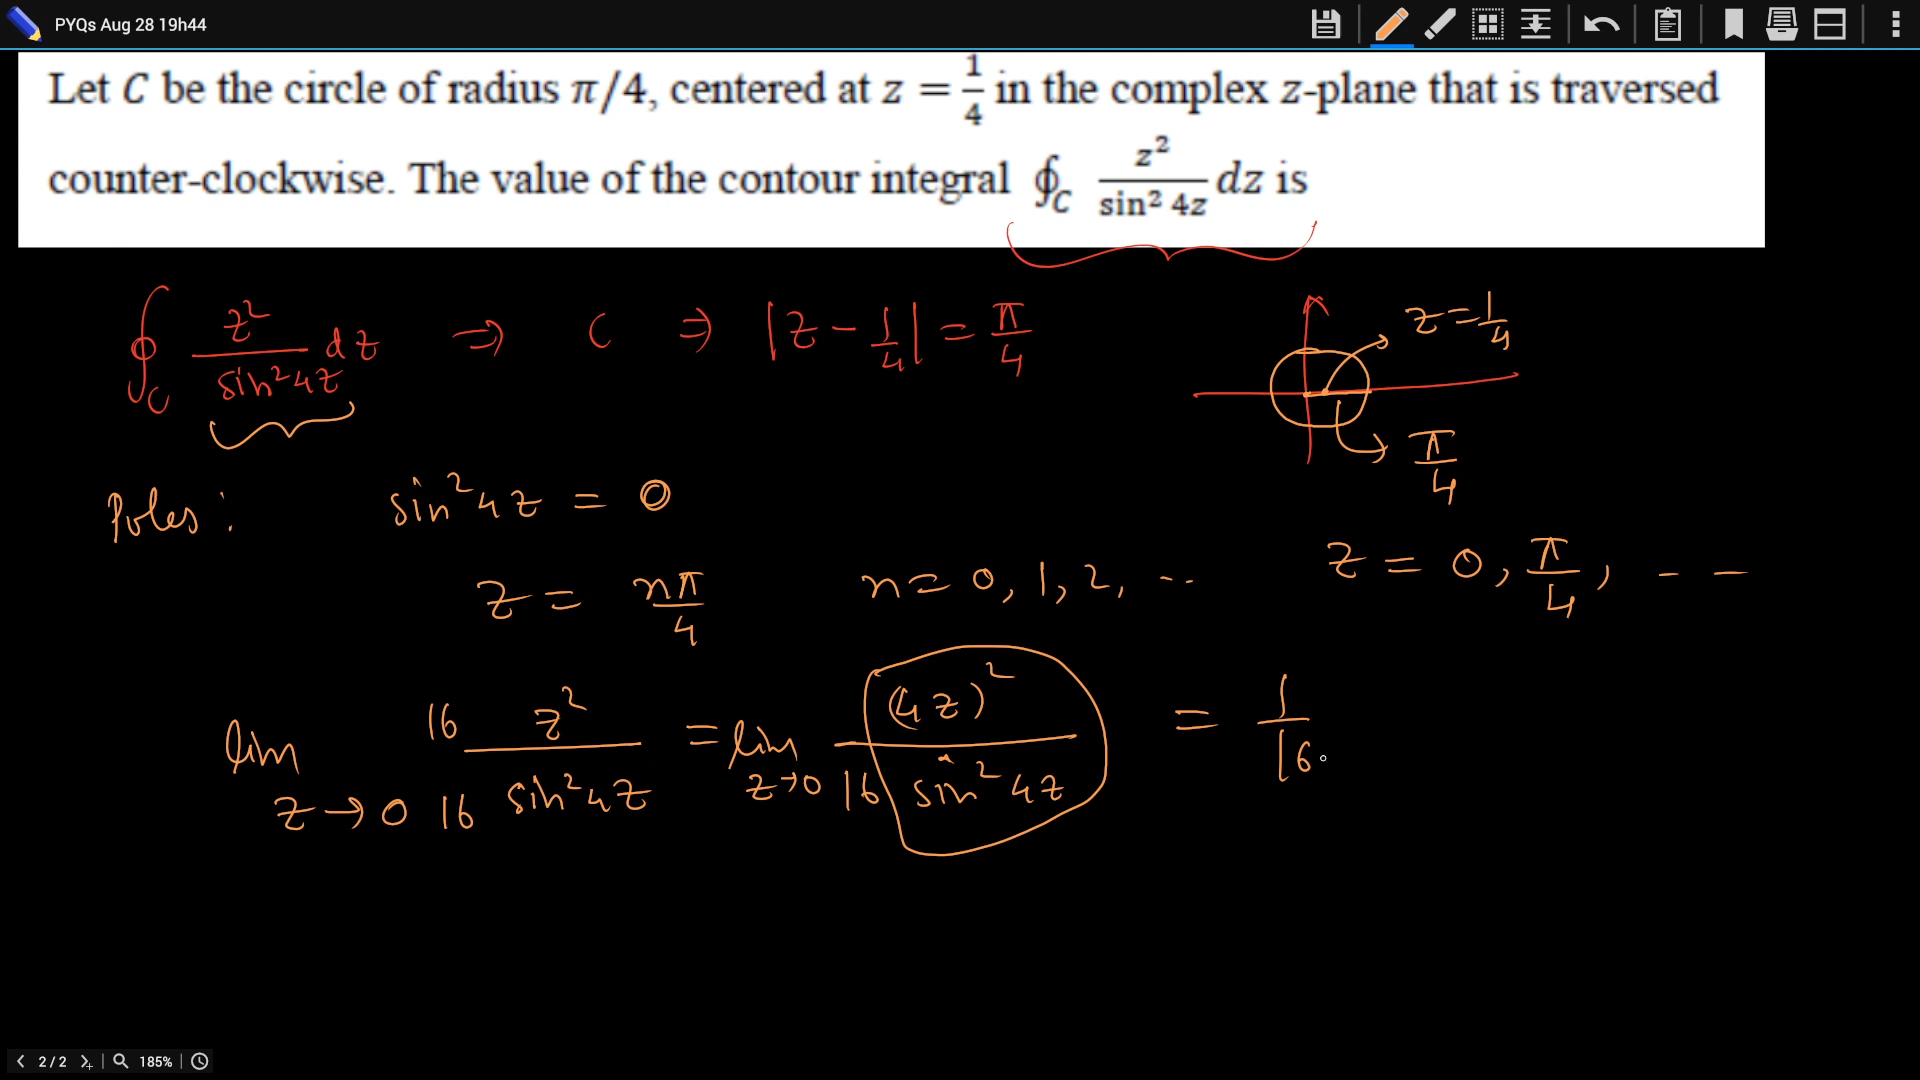 PYQs Aug 28 19h44
Let C be the circle of radius π/4, centered at z = 1/4 in the complex z-plane that is traversed
counter-clockwise. The value of the contour integral ∮_C z²/sin² 4z dz is
∮_C z²/sin²4z dz ⇒ C ⇒ |z - 1/4| = π/4
z = 1/4
π/4
Poles : sin²4z = 0
z = nπ/4 n = 0, 1, 2, ..
z = 0, π/4, - -
lim z→0 16 z² / 16 sin²4z = lim z→0 (4z)² / 16 sin²4z = 1/16
2 / 2 185%